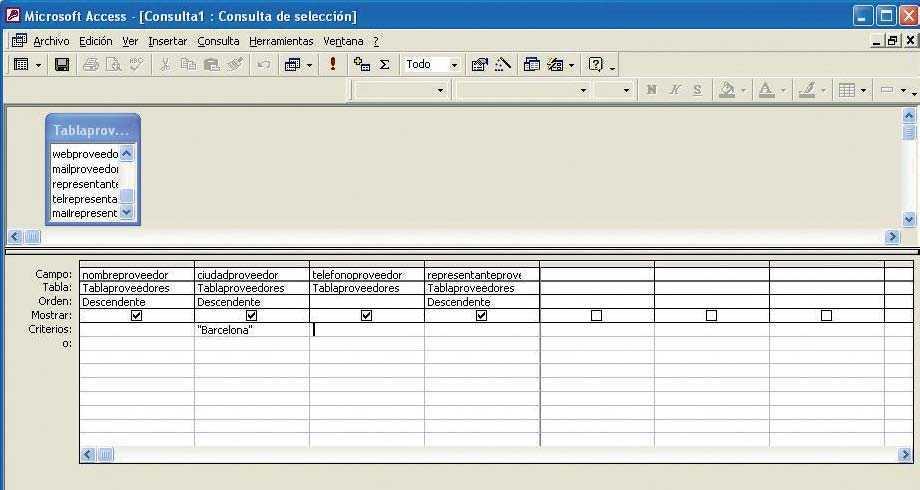 Microsoft Access - [Consulta1 : Consulta de selección]
Archivo Edición Ver Insertar Consulta Herramientas Ventana ?
Todo
N K S A
Tablaprov...
webproveedo
mailproveedor
representante
telrepresenta
mailrepresent
Campo: nombreproveedor ciudadproveedor telefonoproveedor representanteprove
Tabla: Tablaproveedores Tablaproveedores Tablaproveedores Tablaproveedores
Orden: Descendente Descendente Descendente
Mostrar:
Criterios: "Barcelona"
o: